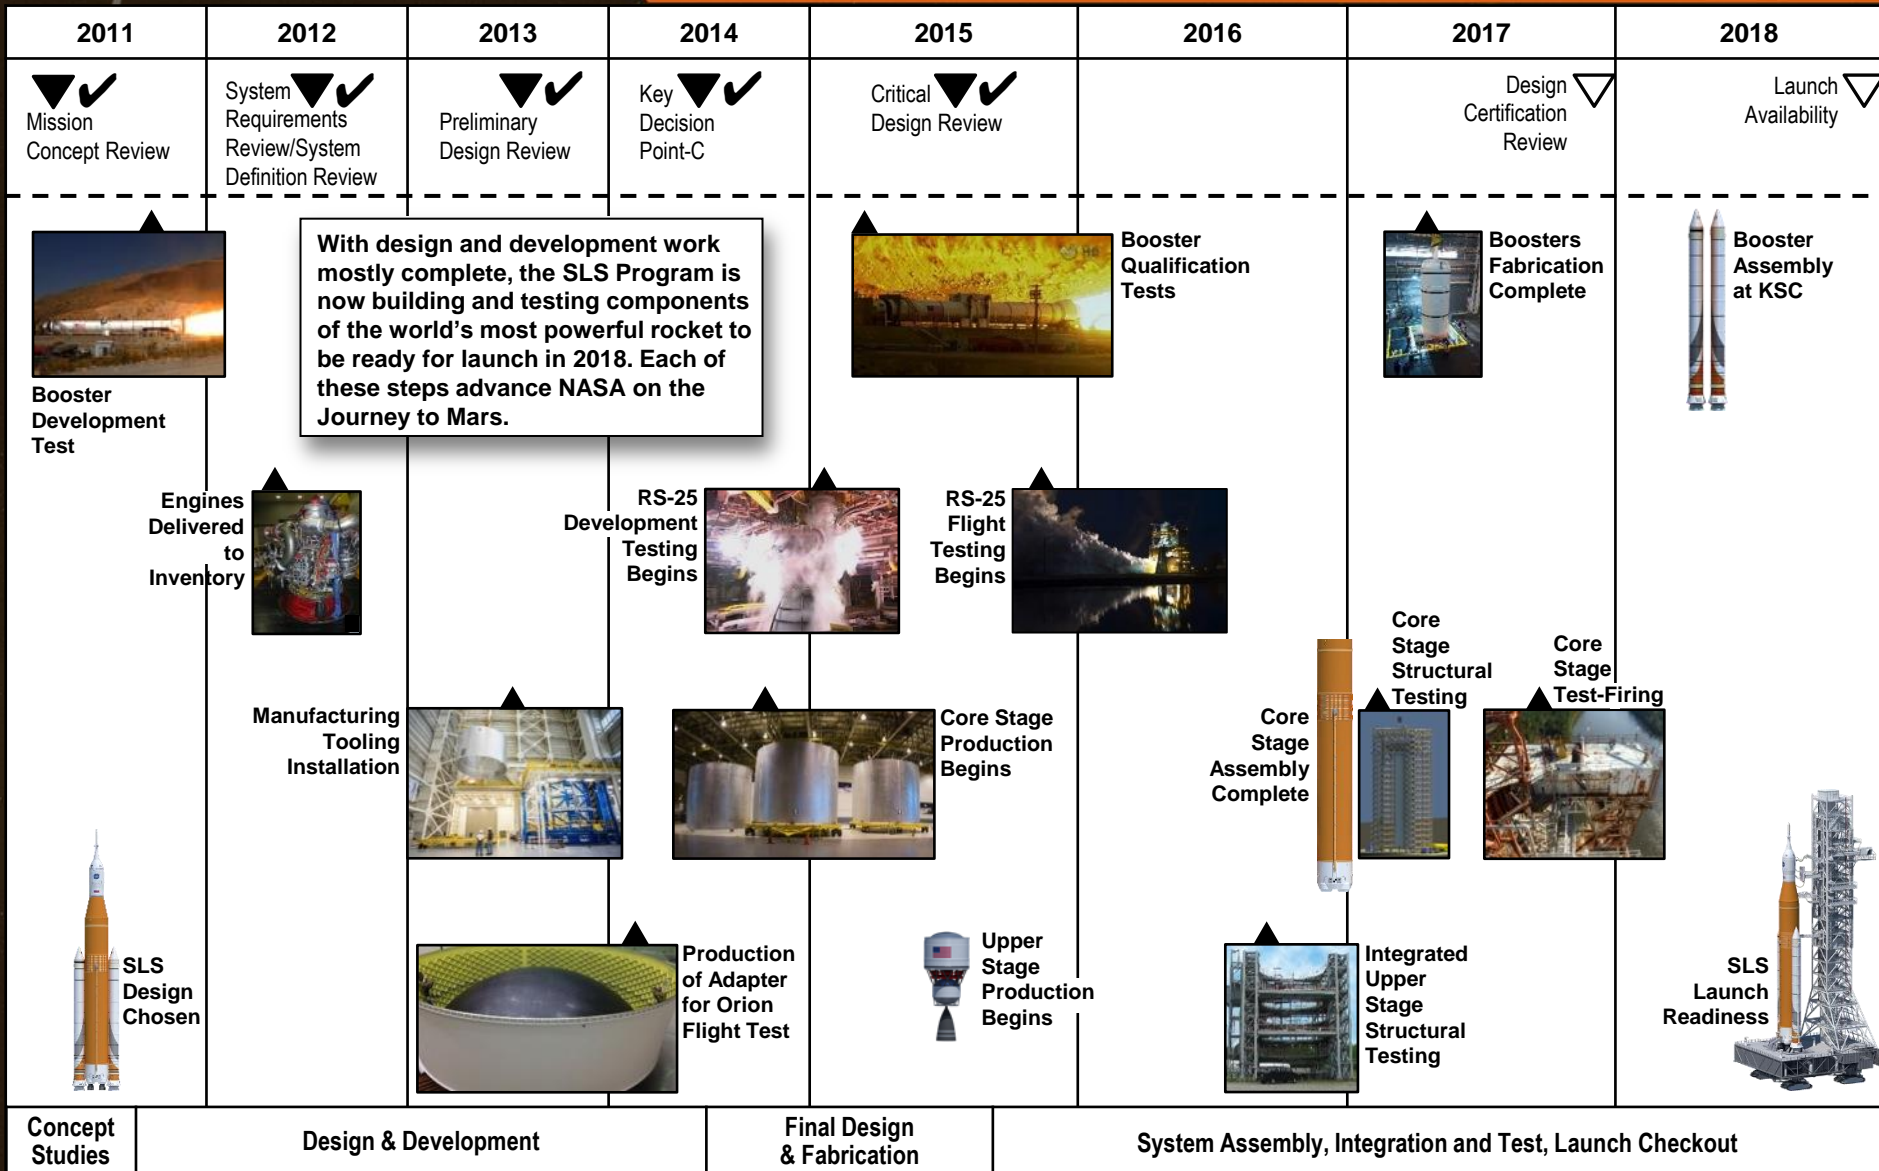 2011
2012
2013
2014
2015
2016
2017
2018
Mission
Concept Review
System
Requirements
Review/System
Definition Review
Preliminary
Design Review
Key
Decision
Point-C
Critical
Design Review
Design
Certification
Review
Launch
Availability
With design and development work
mostly complete, the SLS Program is
now building and testing components
of the world’s most powerful rocket to
be ready for launch in 2018. Each of
these steps advance NASA on the
Journey to Mars.
Booster
Development
Test
Booster
Qualification
Tests
Boosters
Fabrication
Complete
Booster
Assembly
at KSC
Engines
Delivered
to
Inventory
RS-25
Development
Testing
Begins
RS-25
Flight
Testing
Begins
Manufacturing
Tooling
Installation
Core Stage
Production
Begins
Core
Stage
Assembly
Complete
Core
Stage
Structural
Testing
Core
Stage
Test-Firing
SLS
Design
Chosen
Production
of Adapter
for Orion
Flight Test
Upper
Stage
Production
Begins
Integrated
Upper
Stage
Structural
Testing
SLS
Launch
Readiness
Concept
Studies
Design & Development
Final Design
& Fabrication
System Assembly, Integration and Test, Launch Checkout